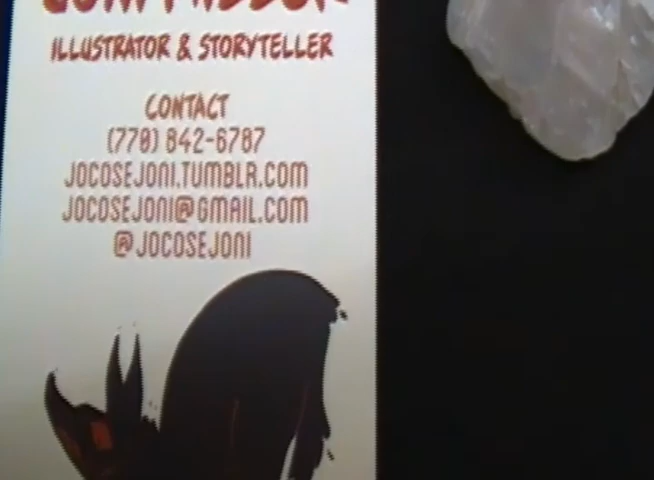 ILLUSTRATOR & STORYTELLER
CONTACT
(778) 842-6787
JOCOSEJONI.TUMBLR.COM
JOCOSEJONI@GMAIL.COM
@JOCOSEJONI